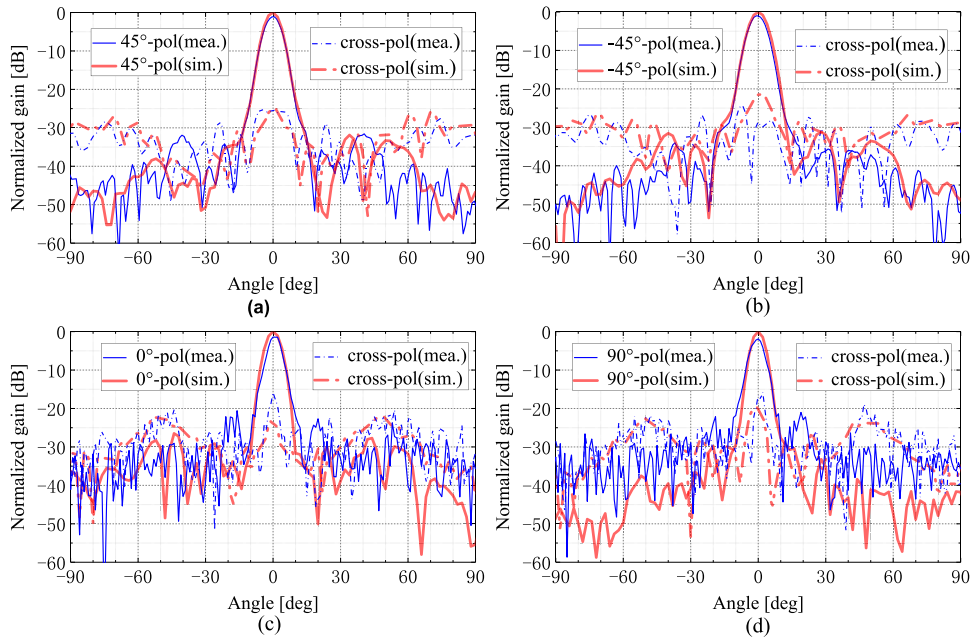 45°-pol(mea.) cross-pol(mea.)
45°-pol(sim.) cross-pol(sim.)
Normalized gain [dB]
0
−10
−20
−30
−40
−50
−60
−90 −60 −30 0 30 60 90
Angle [deg]
(a)
-45°-pol(mea.) cross-pol(mea.)
-45°-pol(sim.) cross-pol(sim.)
Normalized gain [dB]
0
−10
−20
−30
−40
−50
−60
−90 −60 −30 0 30 60 90
Angle [deg]
(b)
0°-pol(mea.) cross-pol(mea.)
0°-pol(sim.) cross-pol(sim.)
Normalized gain [dB]
0
−10
−20
−30
−40
−50
−60
−90 −60 −30 0 30 60 90
Angle [deg]
(c)
90°-pol(mea.) cross-pol(mea.)
90°-pol(sim.) cross-pol(sim.)
Normalized gain [dB]
0
−10
−20
−30
−40
−50
−60
−90 −60 −30 0 30 60 90
Angle [deg]
(d)